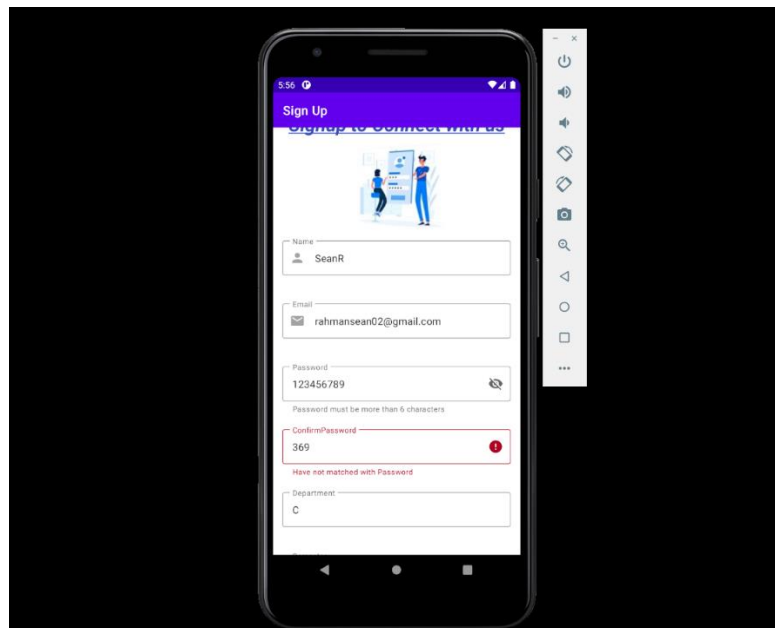 5:56
Sign Up
Signup to Connect with us
Name
SeanR
Email
rahmansean02@gmail.com
Password
123456789
Password must be more than 6 characters
ConfirmPassword
369
Have not matched with Password
Department
C